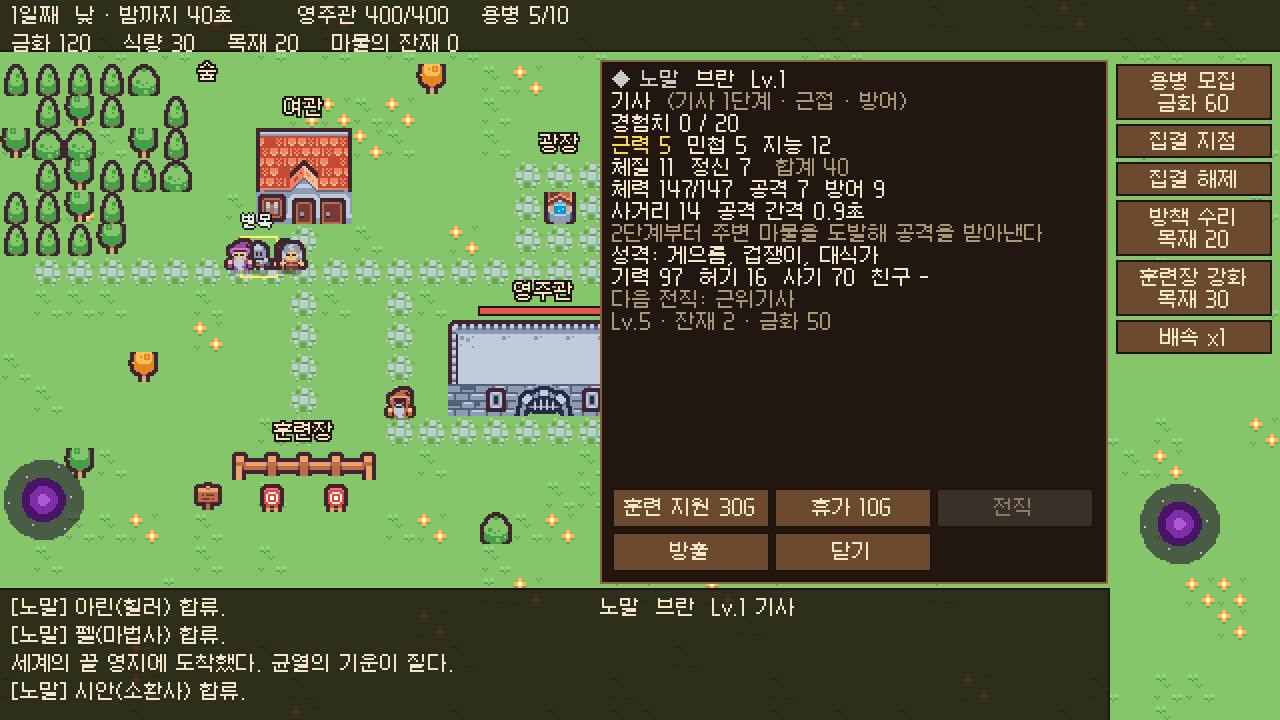 1일째 낮 · 밤까지 40초 영주관 400/400 용병 5/10
금화 120 식량 30 목재 20 마물의 잔재 0
숲
여관
광장
병목
영주관
훈련장
◆ 노말 브란 Lv.1
기사 (기사 1단계 · 근접 · 방어)
경험치 0 / 20
근력 5 민첩 5 지능 12
체질 11 정신 7 합계 40
체력 147/147 공격 7 방어 9
사거리 14 공격 간격 0.9초
2단계부터 주변 마물을 도발해 공격을 받아낸다
성격: 게으름, 겁쟁이, 대식가
기력 97 허기 16 사기 70 친구 -
다음 전직: 근위기사
Lv.5 · 잔재 2 · 금화 50
훈련 지원 30G
휴가 10G
전직
방출
닫기
용병 모집
금화 60
집결 지점
집결 해제
방책 수리
목재 20
훈련장 강화
목재 30
배속 x1
[노말] 아린(힐러) 합류.
[노말] 펠(마법사) 합류.
세계의 끝 영지에 도착했다. 균열의 기운이 짙다.
[노말] 시안(소환사) 합류.
노말 브란 Lv.1 기사